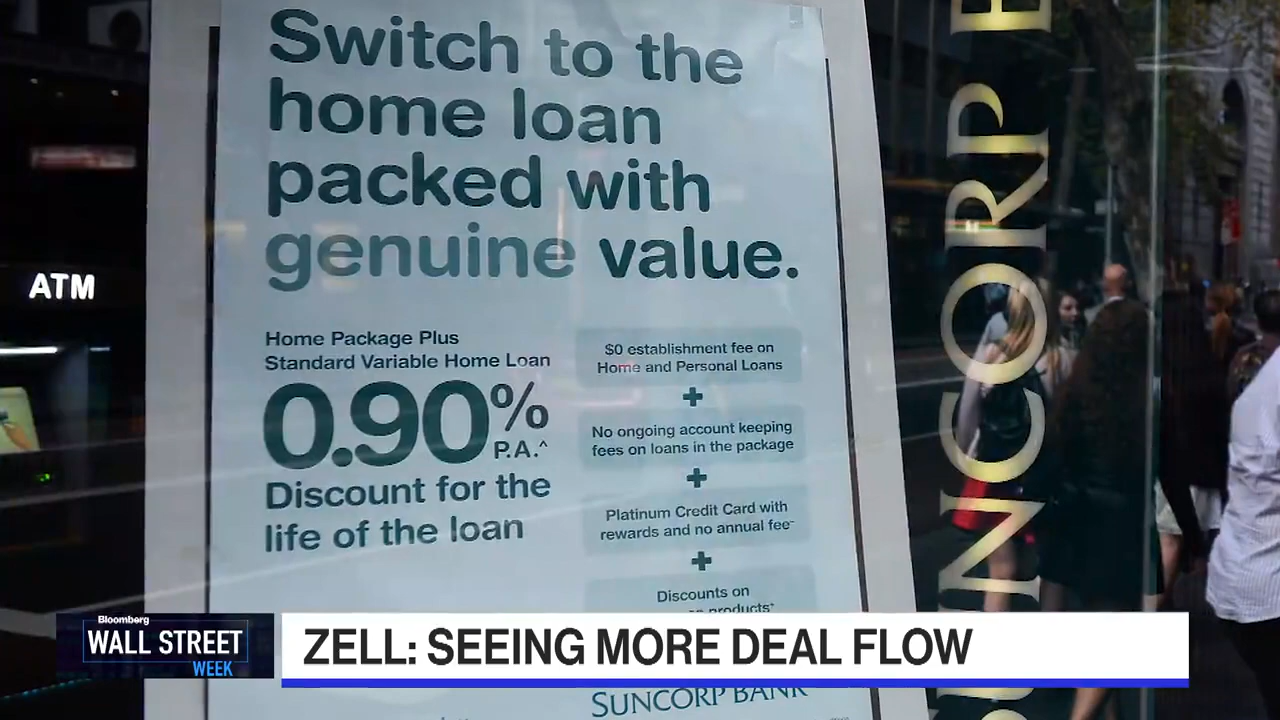 Switch to the
home loan
packed with
genuine value.
Home Package Plus
Standard Variable Home Loan
0.90%
P.A.^
Discount for the
life of the loan
$0 establishment fee on
Home and Personal Loans
+
No ongoing account keeping
fees on loans in the package
+
Platinum Credit Card with
rewards and no annual fee~
+
Discounts on
products*
SUNCORP BANK
ATM
SUNCORP
Bloomberg
WALL STREET
WEEK
ZELL: SEEING MORE DEAL FLOW